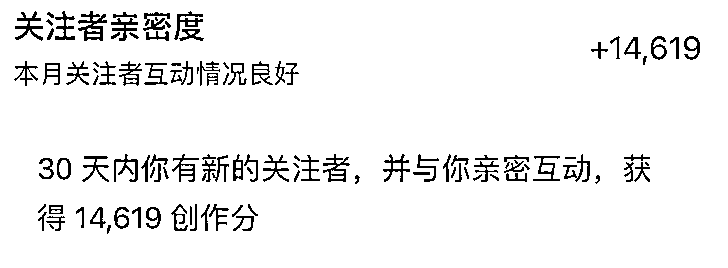 关注者亲密度
+14,619
本月关注者互动情况良好
30 天内你有新的关注者，并与你亲密互动，获
得 14,619 创作分